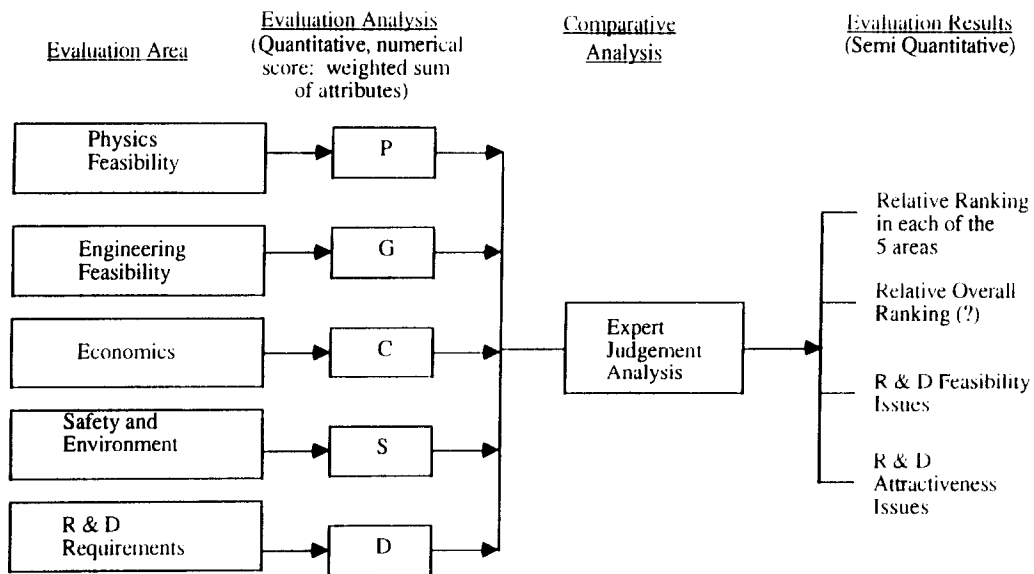 Evaluation Area
Evaluation Analysis
(Quantitative, numerical
score: weighted sum
of attributes)
Comparative
Analysis
Evaluation Results
(Semi Quantitative)
Physics
Feasibility
P
Engineering
Feasibility
G
Economics
C
Safety and
Environment
S
R & D
Requirements
D
Expert
Judgement
Analysis
Relative Ranking
in each of the
5 areas
Relative Overall
Ranking (?)
R & D Feasibility
Issues
R & D
Attractiveness
Issues